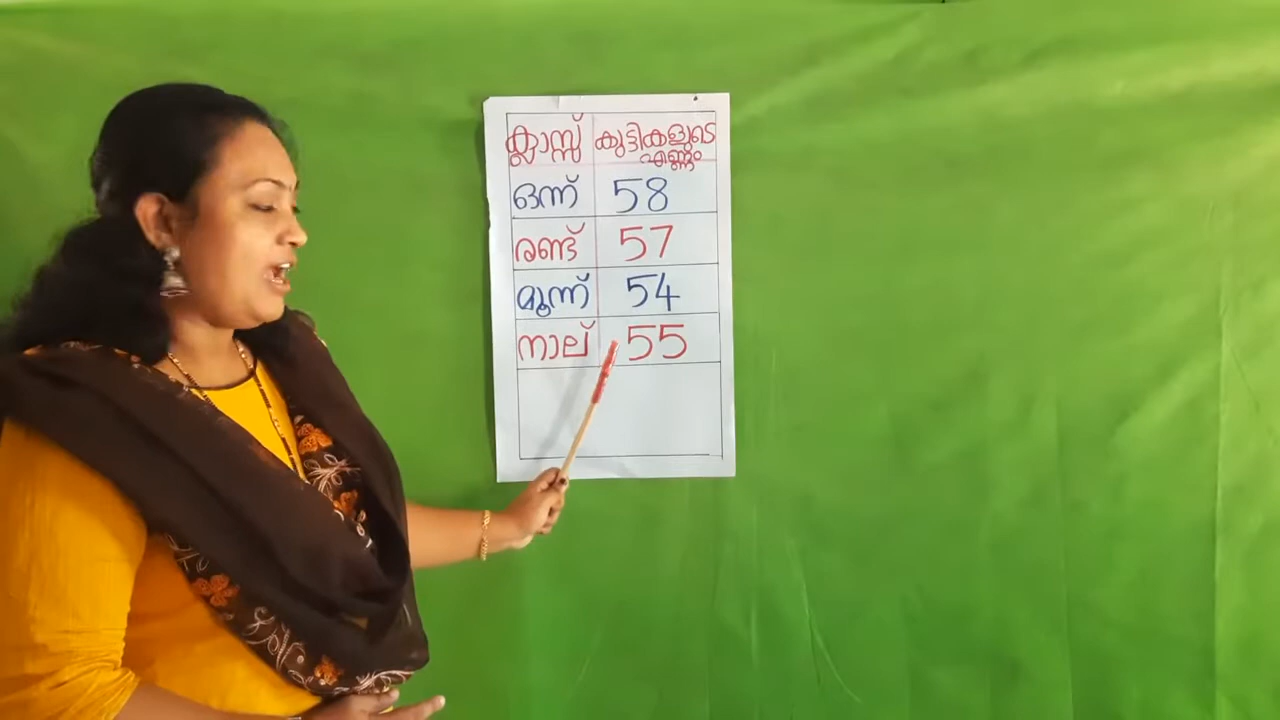 ക്ലാസ്സ് കുട്ടികളുടെ
എണ്ണം
ഒന്ന് 58
രണ്ട് 57
മൂന്ന് 54
നാല് 55